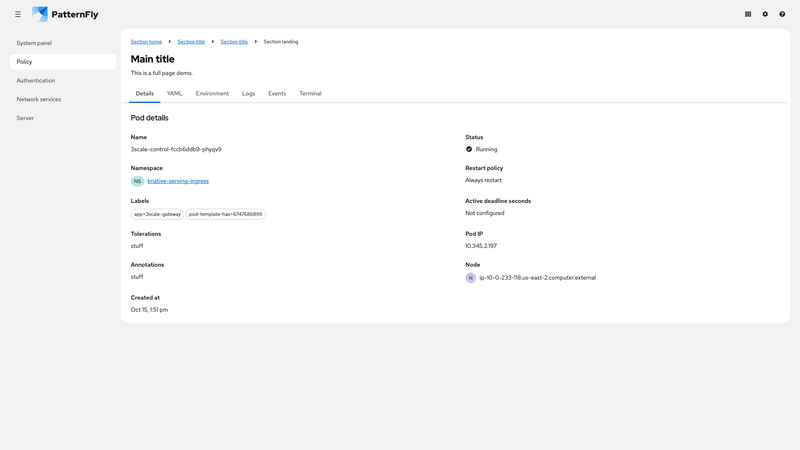 PatternFly
System panel
Policy
Authentication
Network services
Server
Section home > Section title > Section title > Section landing
Main title
This is a full page demo.
Details YAML Environment Logs Events Terminal
Pod details
Name
3scale-control-fccb6ddb9-phyqv9
Status
Running
Namespace
NS knative-serving-ingress
Restart policy
Always restart
Labels
app=3scale-gateway pod-template-has=6747686899
Active deadline seconds
Not configured
Tolerations
stuff
Pod IP
10.345.2.197
Annotations
stuff
Node
N ip-10-0-233-118.us-east-2.computer.external
Created at
Oct 15, 1:51 pm